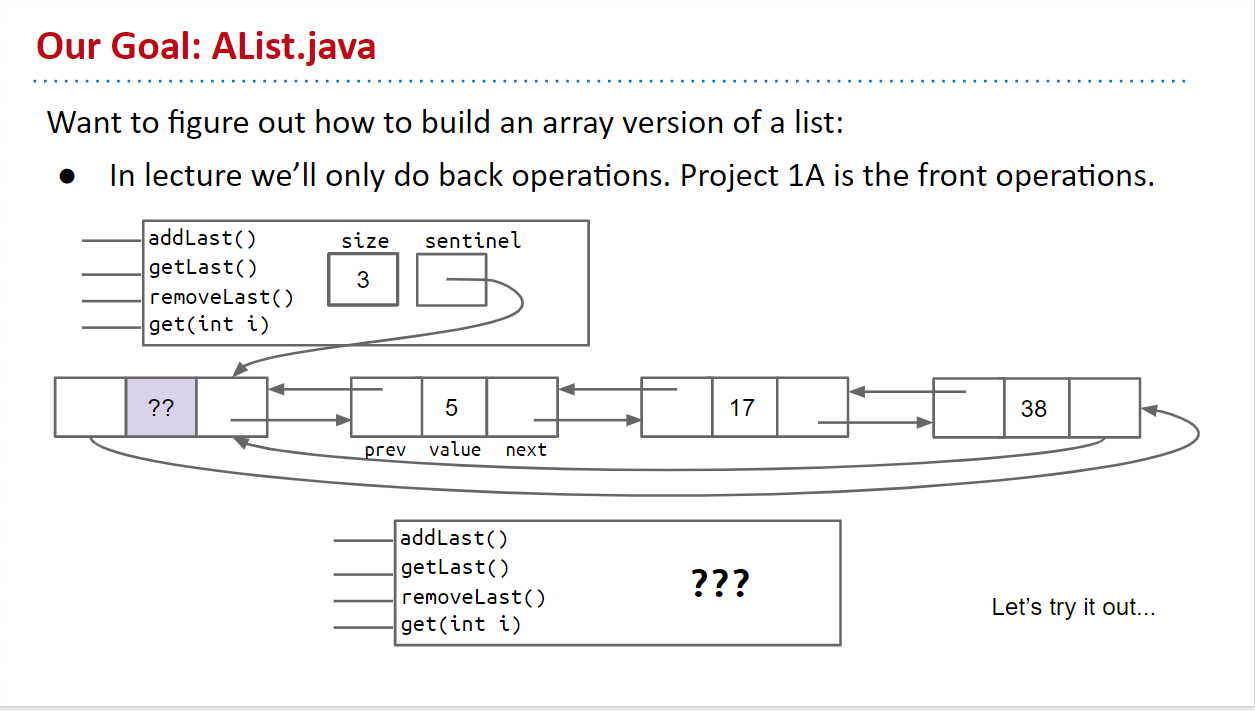 Our Goal: AList.java
Want to figure out how to build an array version of a list:
● In lecture we’ll only do back operations. Project 1A is the front operations.
addLast()
getLast()
removeLast()
get(int i)
size sentinel
3
?? 5 17 38
prev value next
addLast()
getLast()
removeLast()
get(int i)
???
Let’s try it out...